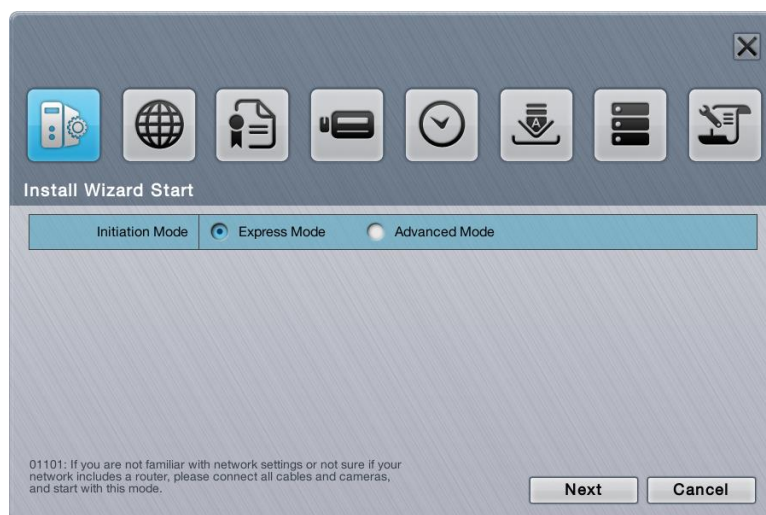 Install Wizard Start
Initiation Mode Express Mode Advanced Mode
01101: If you are not familiar with network settings or not sure if your
network includes a router, please connect all cables and cameras,
and start with this mode.
Next Cancel